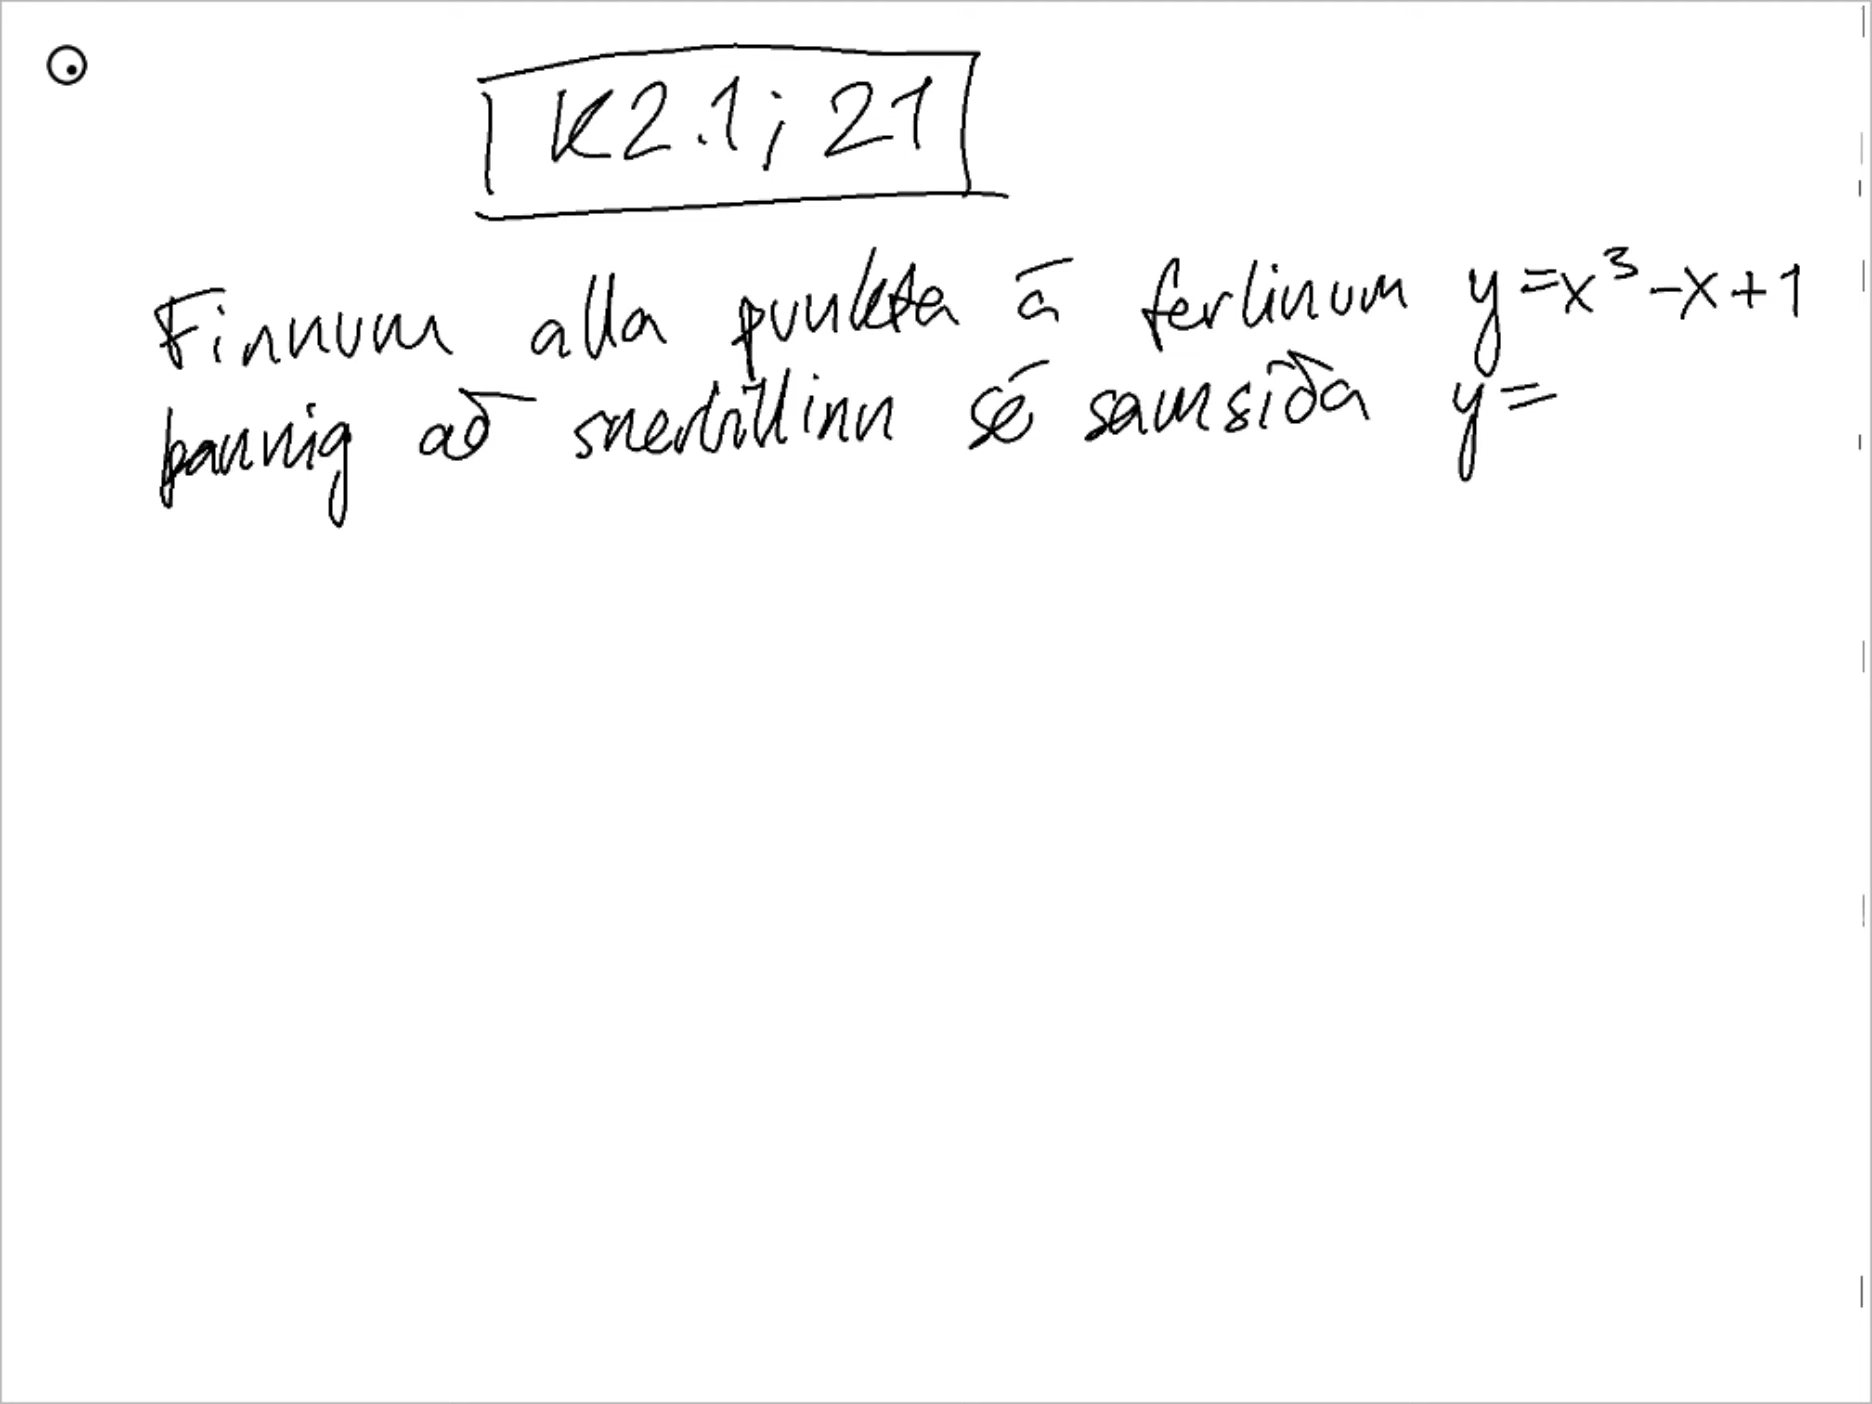 K2.1; 21
Finnum alla punkta á ferlinum y=x³-x+1
þannig að snertillinn sé samsíða y=